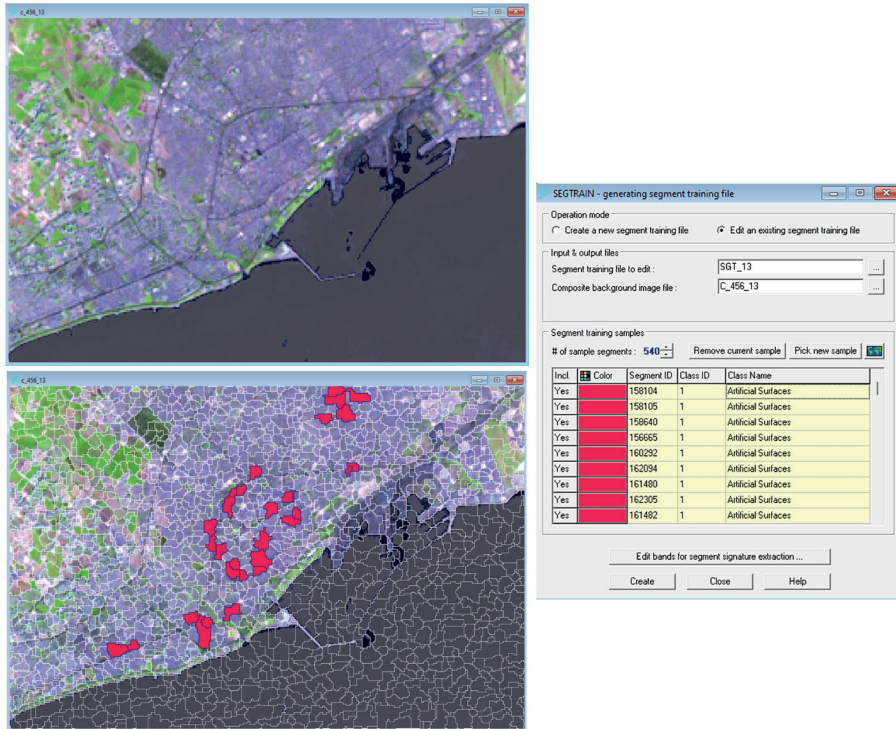 c_456_13
c_456_13
SEGTRAIN - generating segment training file
Operation mode
Create a new segment training file
Edit an existing segment training file
Input & output files
Segment training file to edit :
SGT_13
...
Composite background image file :
C_456_13
...
Segment training samples
# of sample segments : 540
Remove current sample
Pick new sample
Incl. Color Segment ID Class ID Class Name
Yes 158104 1 Artificial Surfaces
Yes 158105 1 Artificial Surfaces
Yes 158640 1 Artificial Surfaces
Yes 156665 1 Artificial Surfaces
Yes 160292 1 Artificial Surfaces
Yes 162094 1 Artificial Surfaces
Yes 161480 1 Artificial Surfaces
Yes 162305 1 Artificial Surfaces
Yes 161482 1 Artificial Surfaces
Edit bands for segment signature extraction ...
Create
Close
Help